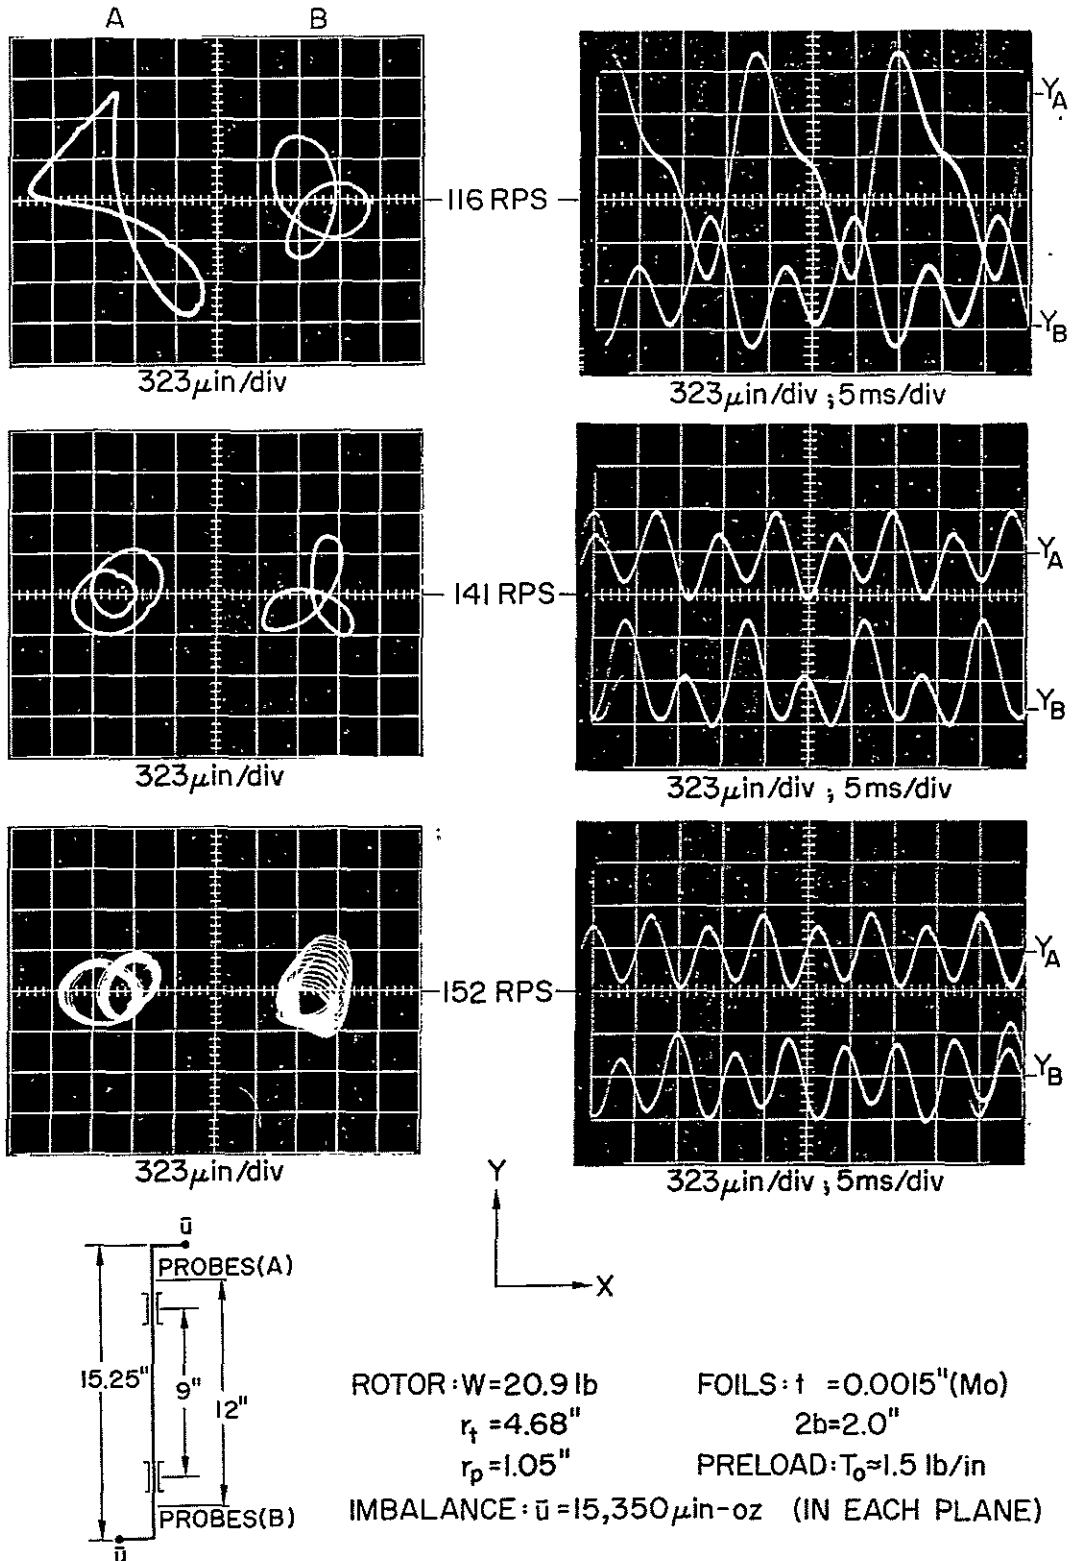 A B
Y_A
116 RPS
Y_B
323μin/div
323μin/div ; 5ms/div
Y_A
141 RPS
Y_B
323μin/div
323μin/div ; 5ms/div
Y_A
152 RPS
Y_B
323μin/div
323μin/div ; 5ms/div
Y
X
ū
PROBES(A)
15.25"
9"
12"
PROBES(B)
ū
ROTOR: W=20.9 lb FOILS: t =0.0015"(Mo)
r_t =4.68" 2b=2.0"
r_p=1.05" PRELOAD: T_o≈1.5 lb/in
IMBALANCE: ū=15,350μin-oz (IN EACH PLANE)